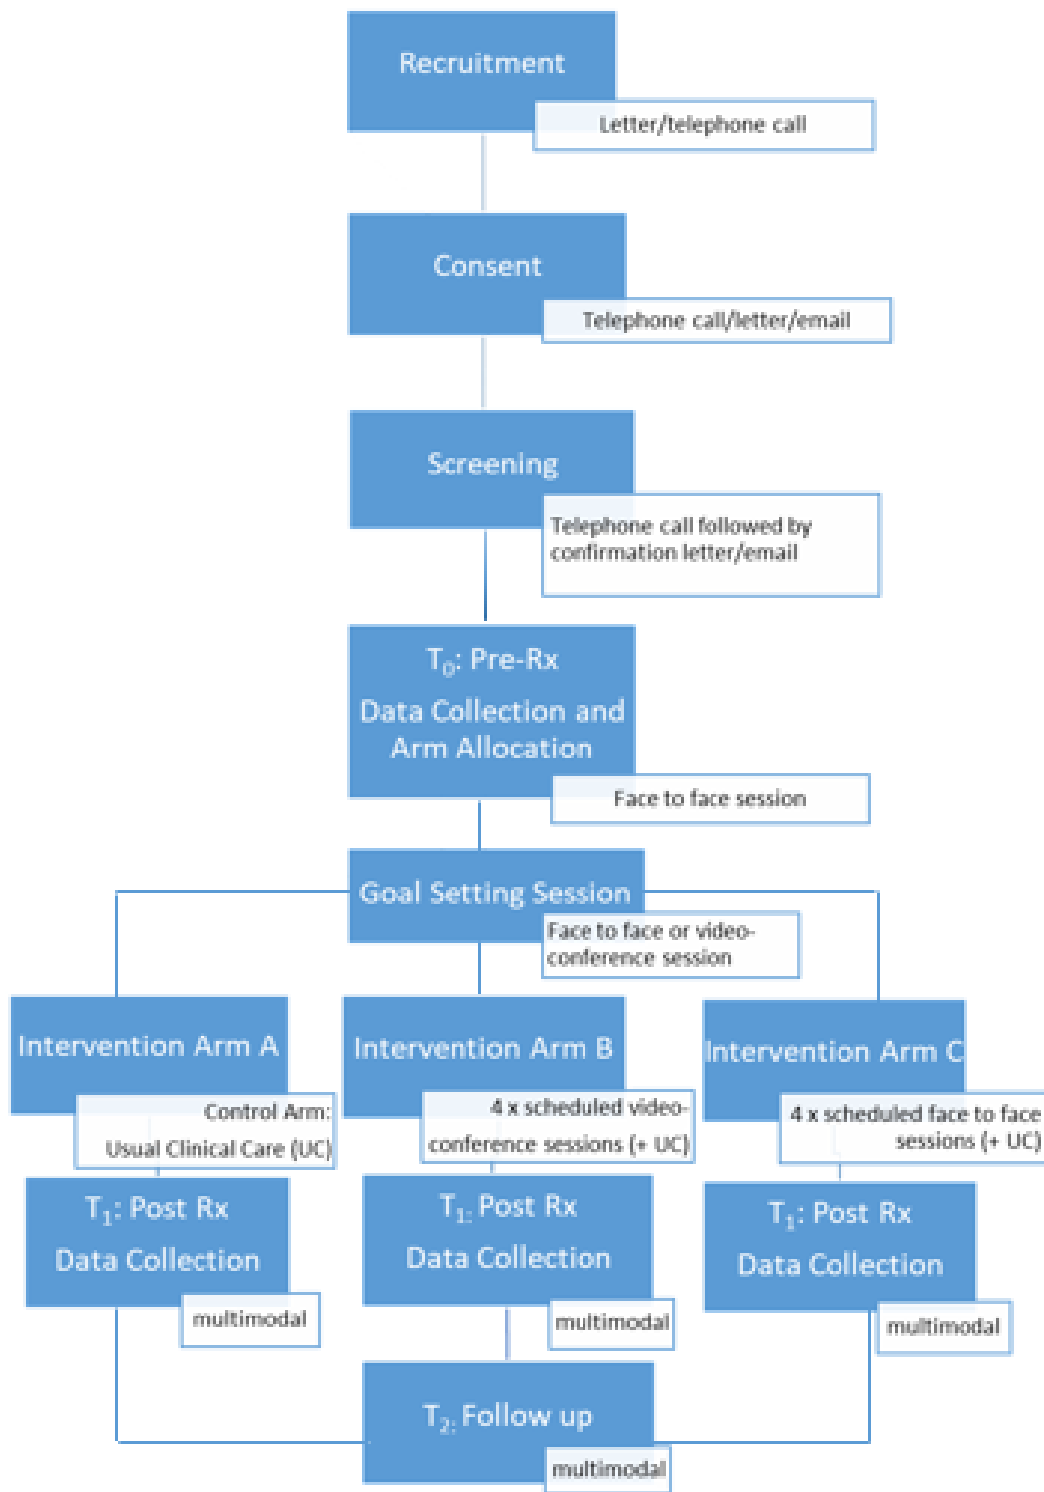 Recruitment
Letter/telephone call
Consent
Telephone call/letter/email
Screening
Telephone call followed by
confirmation letter/email
T0: Pre-Rx
Data Collection and
Arm Allocation
Face to face session
Goal Setting Session
Face to face or video-
conference session
Intervention Arm A
Control Arm:
Usual Clinical Care (UC)
Intervention Arm B
4 x scheduled video-
conference sessions (+ UC)
Intervention Arm C
4 x scheduled face to face
sessions (+ UC)
T1: Post Rx
Data Collection
multimodal
T1: Post Rx
Data Collection
multimodal
T1: Post Rx
Data Collection
multimodal
T2: Follow up
multimodal